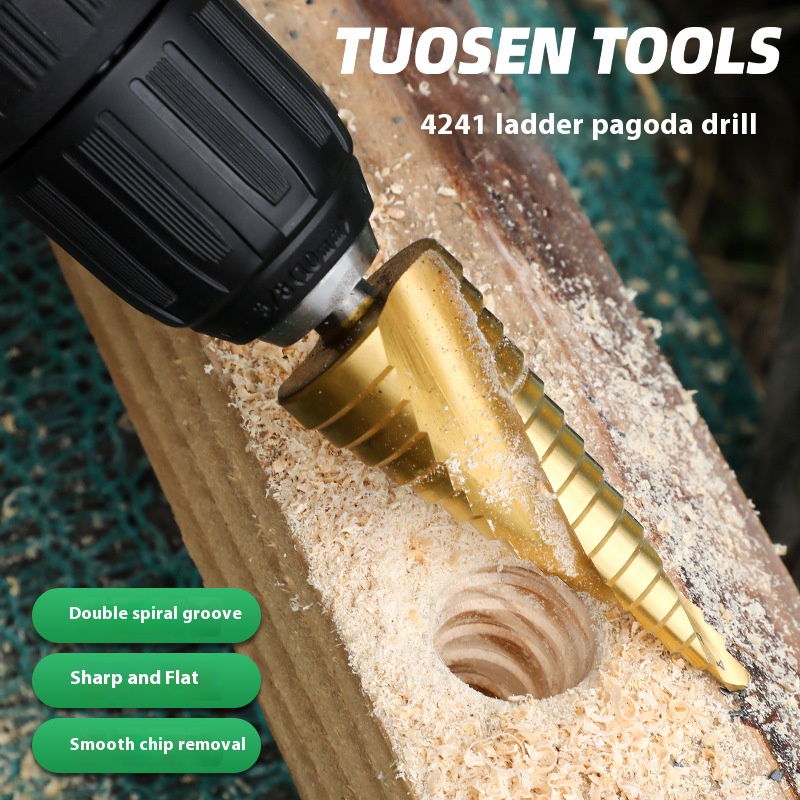 TUOSEN TOOLS
4241 ladder pagoda drill
Double spiral groove
Sharp and Flat
Smooth chip removal